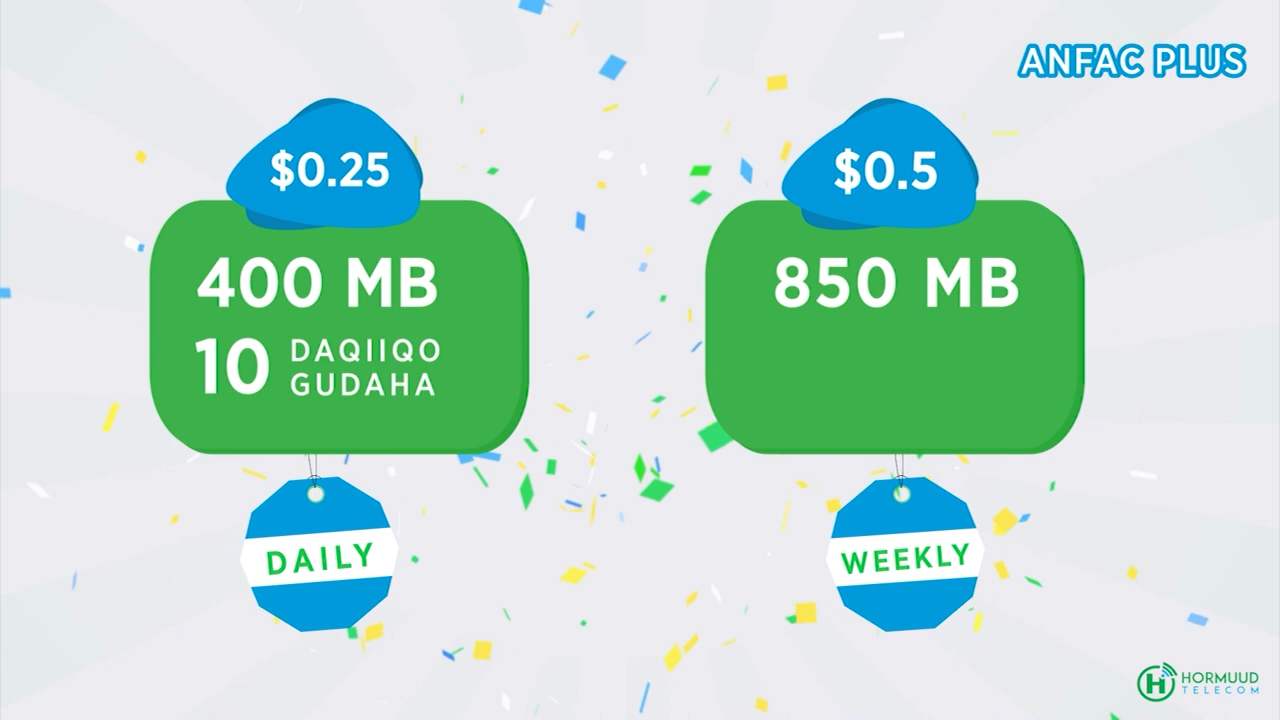 ANFAC PLUS
$0.25
400 MB
10 DAQIIQO
GUDAHA
DAILY
$0.5
850 MB
WEEKLY
HORMUUD
TELECOM